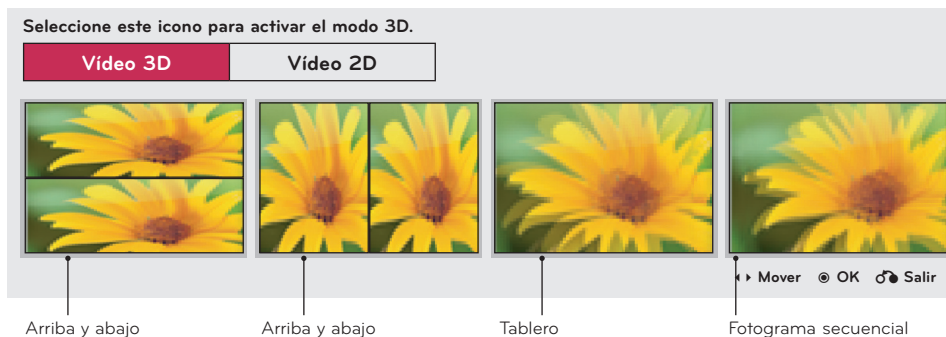 Seleccione este icono para activar el modo 3D.
Vídeo 3D Vídeo 2D
Mover OK Salir
Arriba y abajo Arriba y abajo Tablero Fotograma secuencial